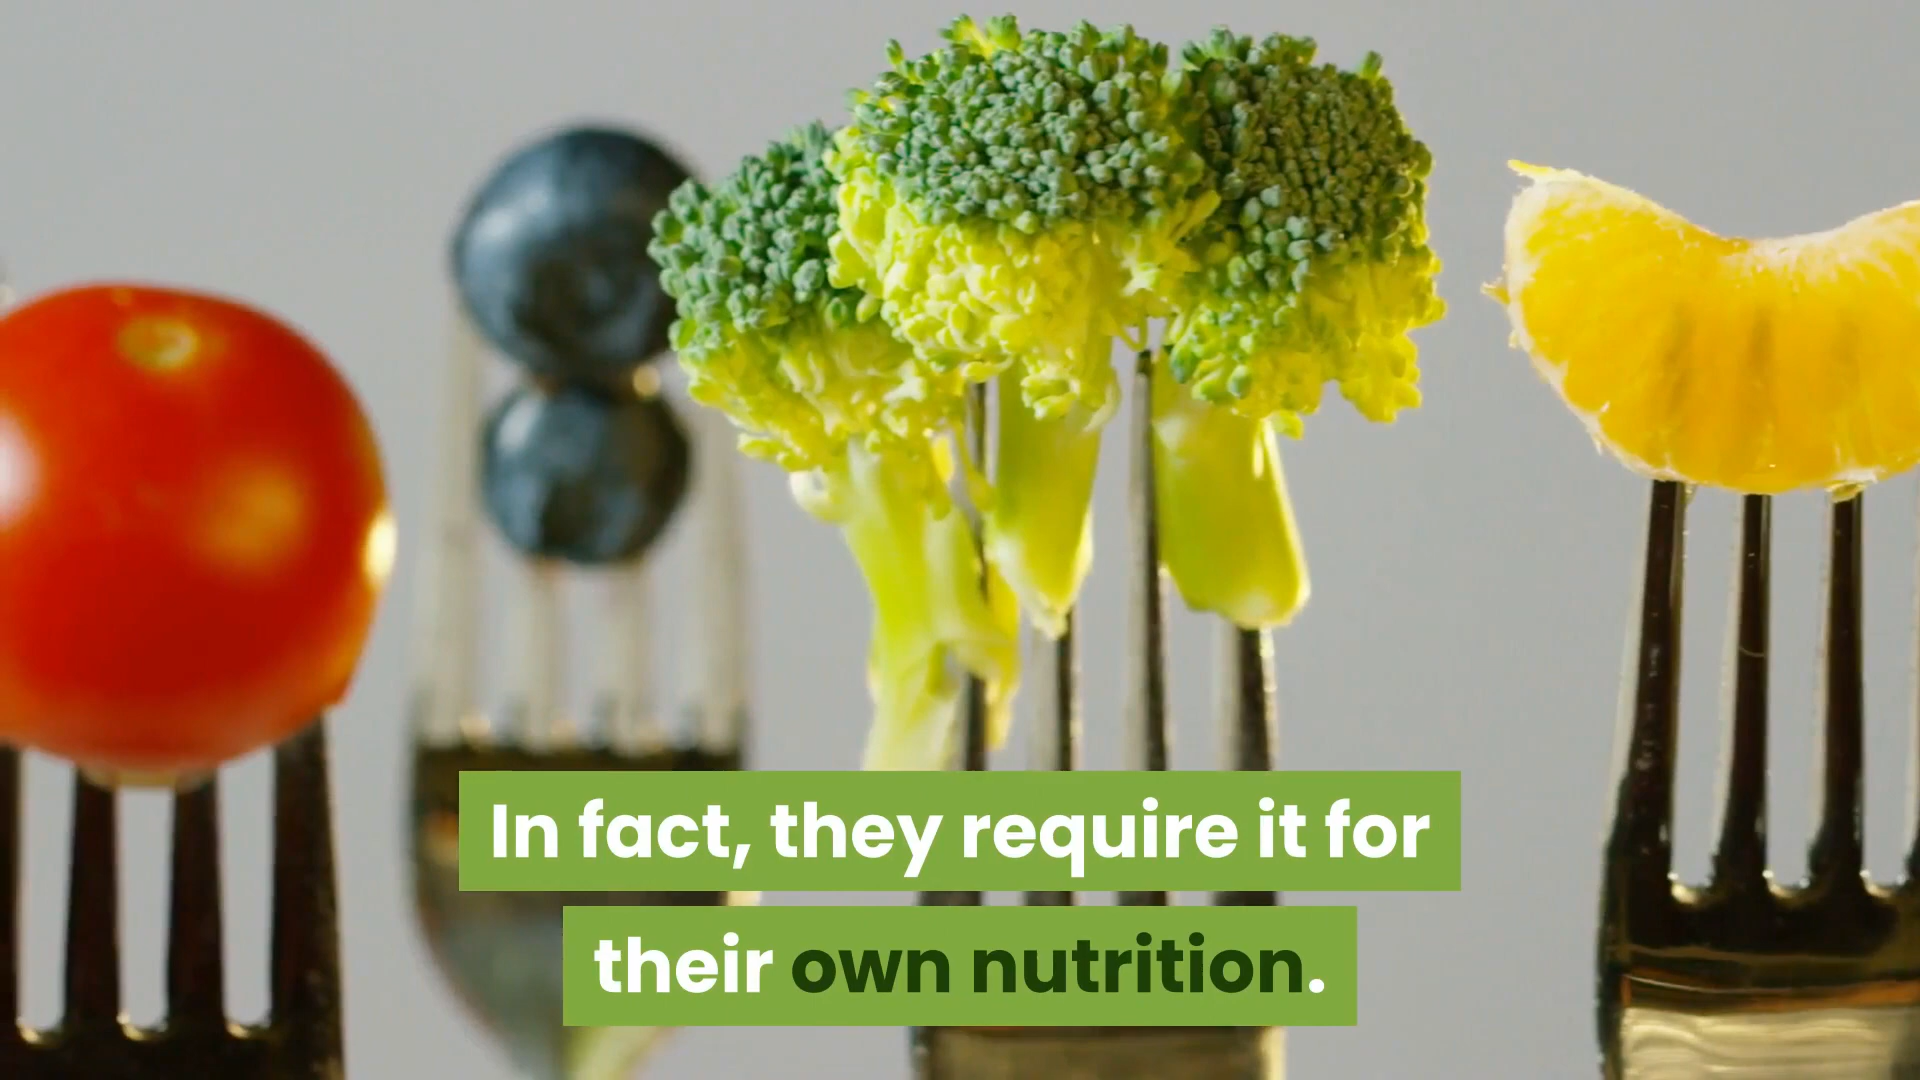 In fact, they require it for
their own nutrition.